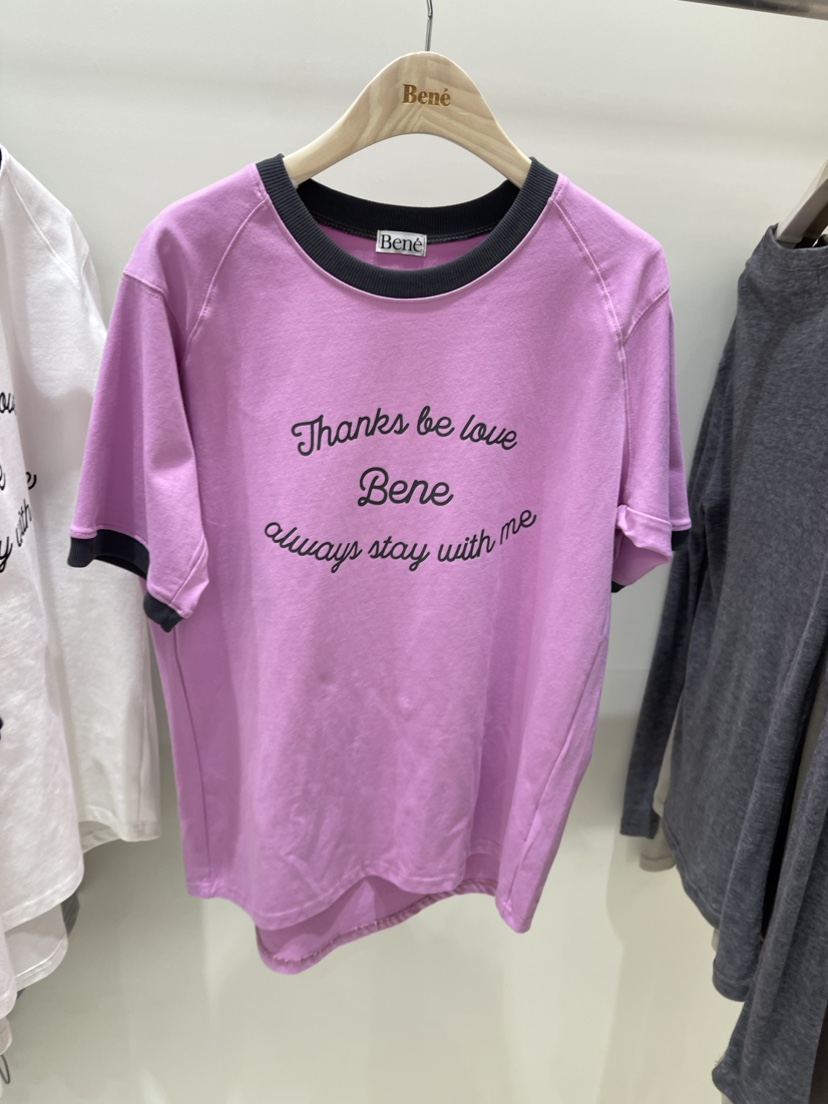 Bené
Bené
Thanks be love
Bene
always stay with me